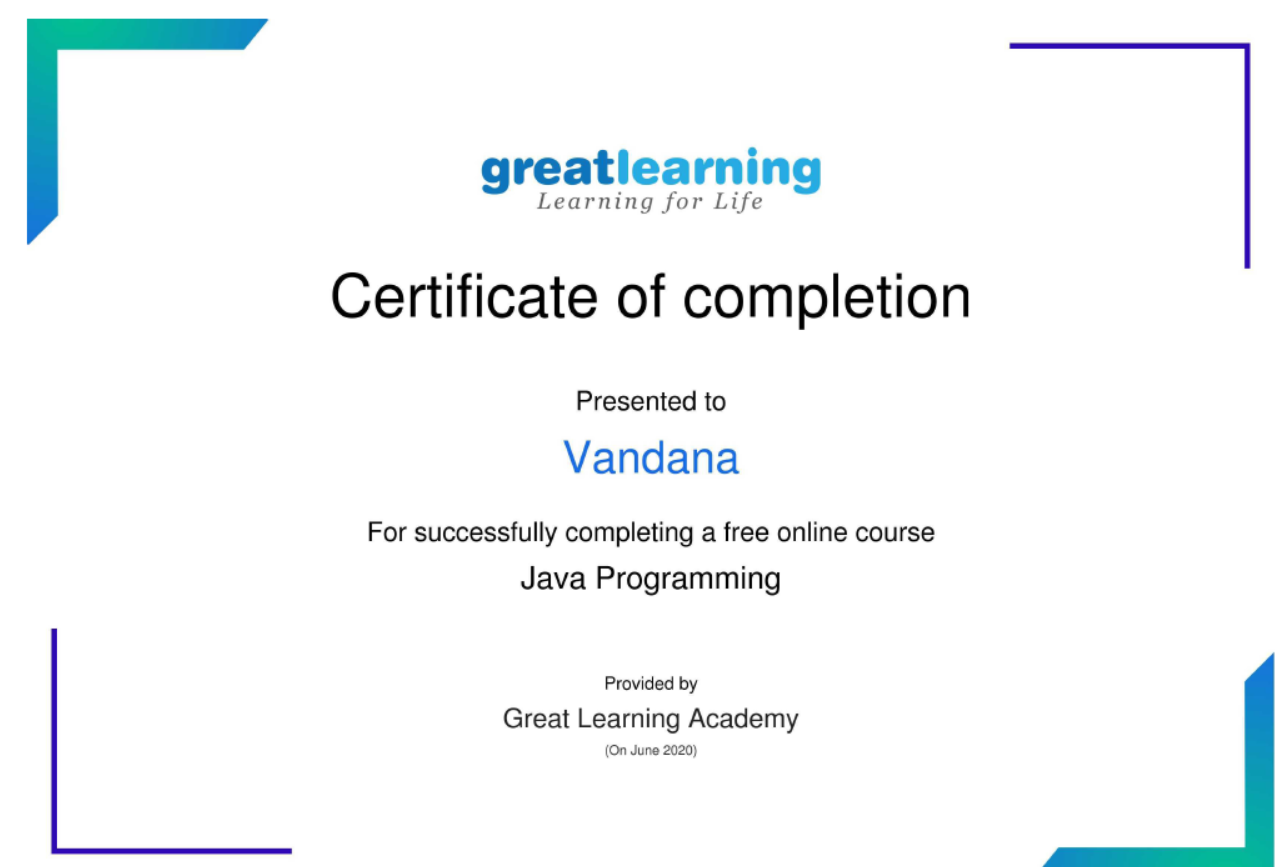 greatlearning
Learning for Life
Certificate of completion
Presented to
Vandana
For successfully completing a free online course
Java Programming
Provided by
Great Learning Academy
(On June 2020)